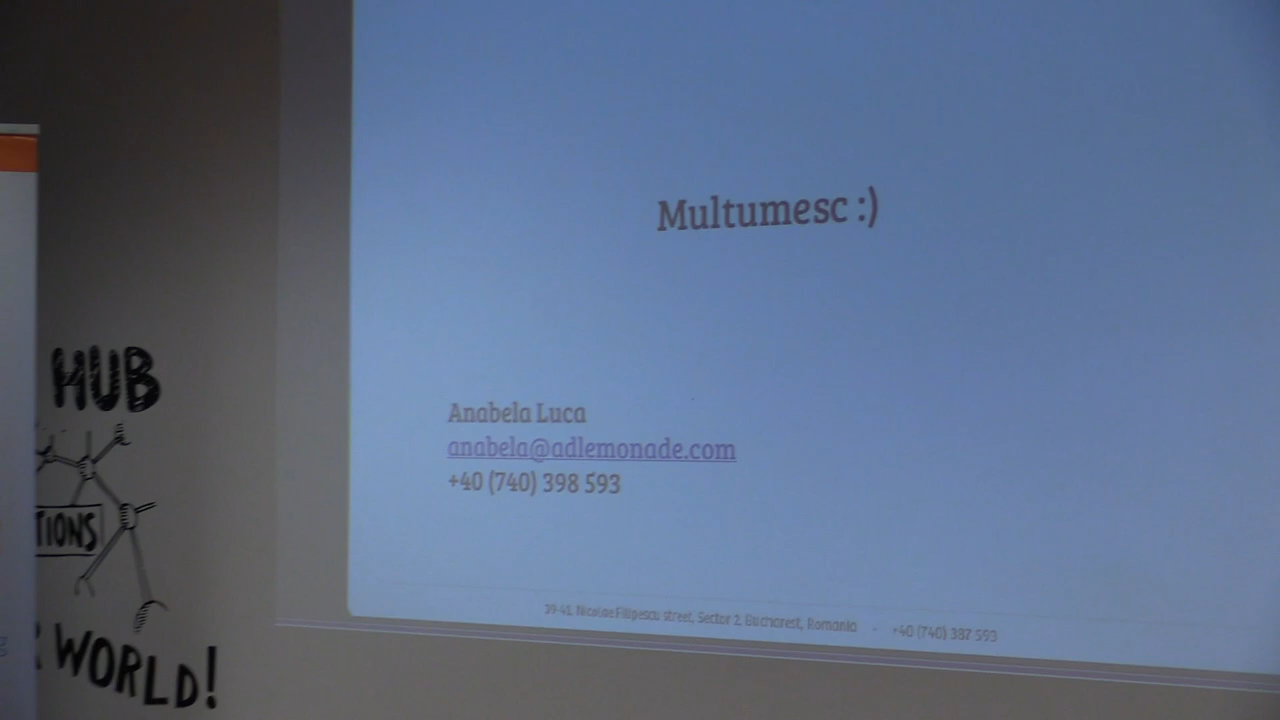 Multumesc :)
HUB
Anabela Luca
anabela@adlemonade.com
+40 (740) 398 593
TIONS
39-41, Nicolae Filipescu street, Sector 2, Bucharest, Romania - +40 (740) 387 593
WORLD!